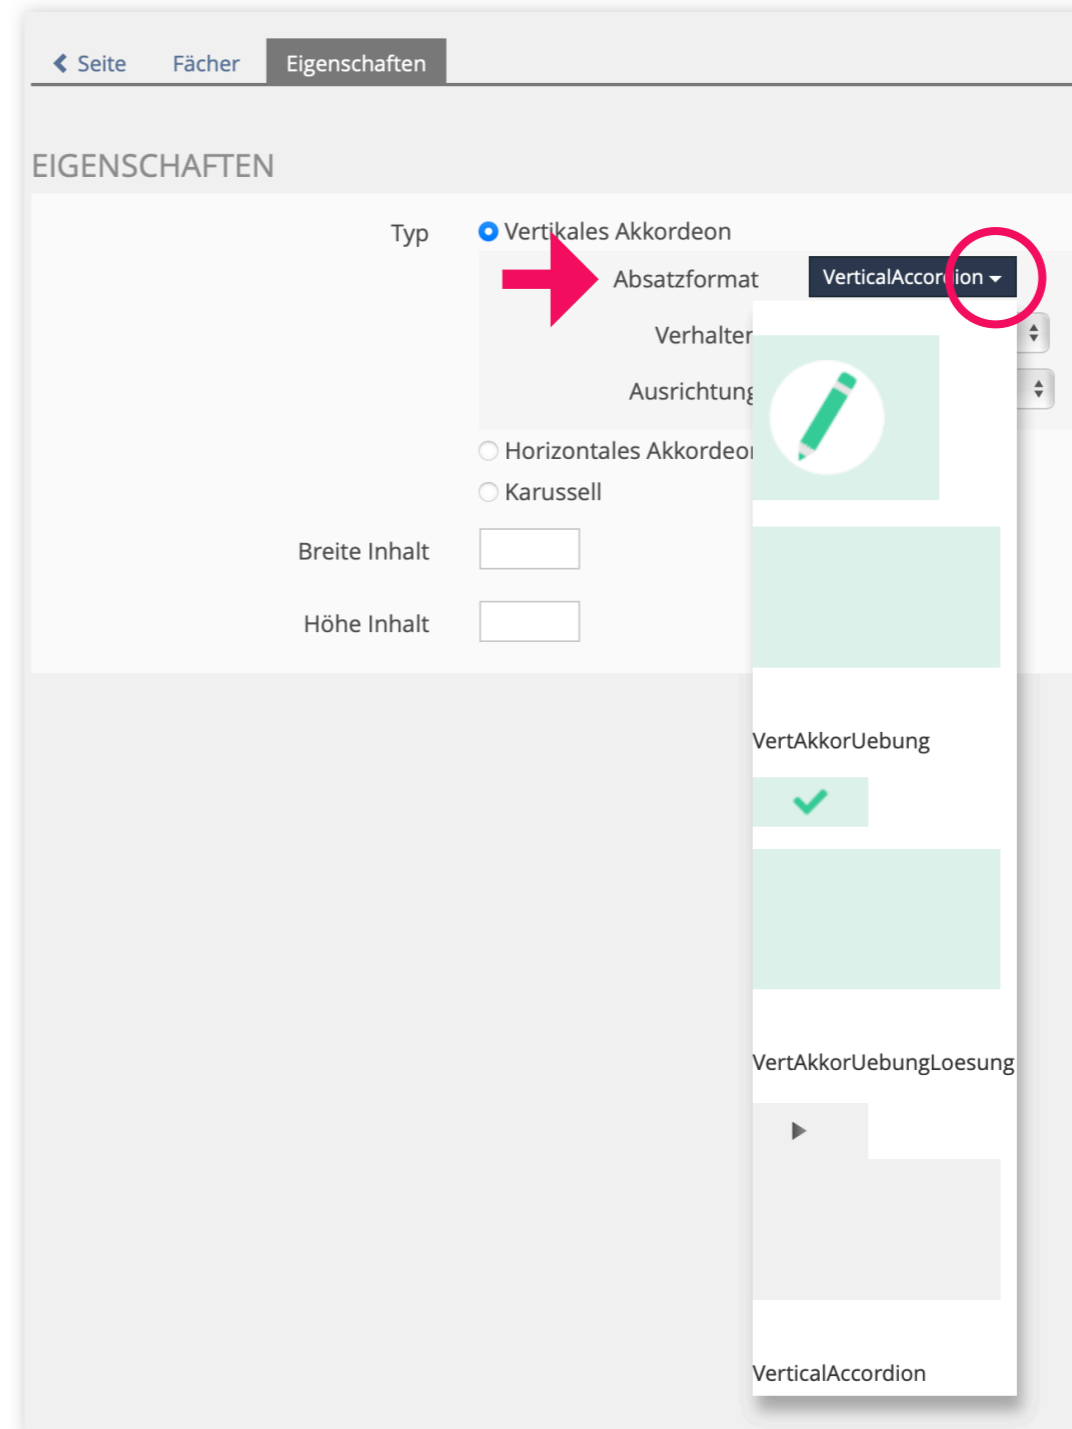 Seite Fächer Eigenschaften
EIGENSCHAFTEN
Typ Vertikales Akkordeon
Absatzformat VerticalAccordion
Verhalten
Ausrichtung
Horizontales Akkordeon
Karussell
Breite Inhalt
Höhe Inhalt
VertAkkorUebung
VertAkkorUebungLoesung
VerticalAccordion